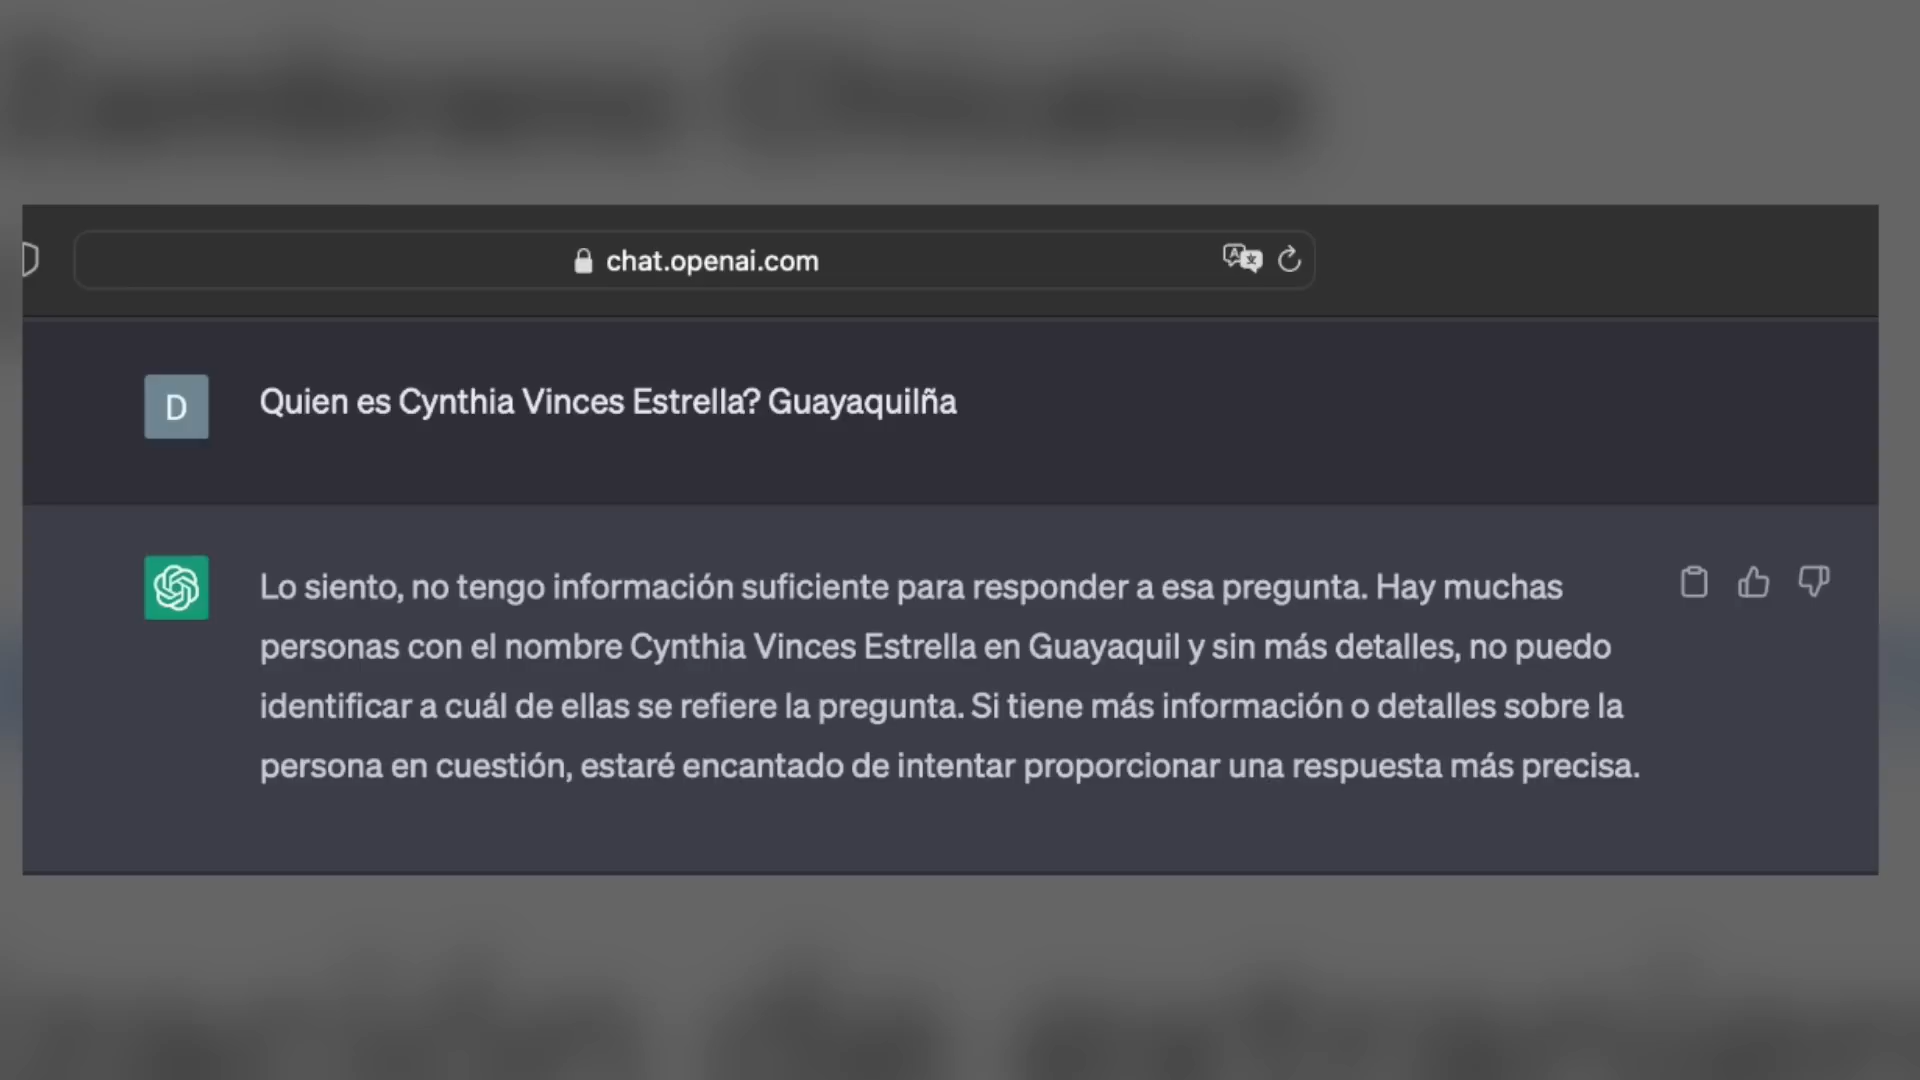 chat.openai.com
D
Quien es Cynthia Vinces Estrella? Guayaquilña
Lo siento, no tengo información suficiente para responder a esa pregunta. Hay muchas
personas con el nombre Cynthia Vinces Estrella en Guayaquil y sin más detalles, no puedo
identificar a cuál de ellas se refiere la pregunta. Si tiene más información o detalles sobre la
persona en cuestión, estaré encantado de intentar proporcionar una respuesta más precisa.